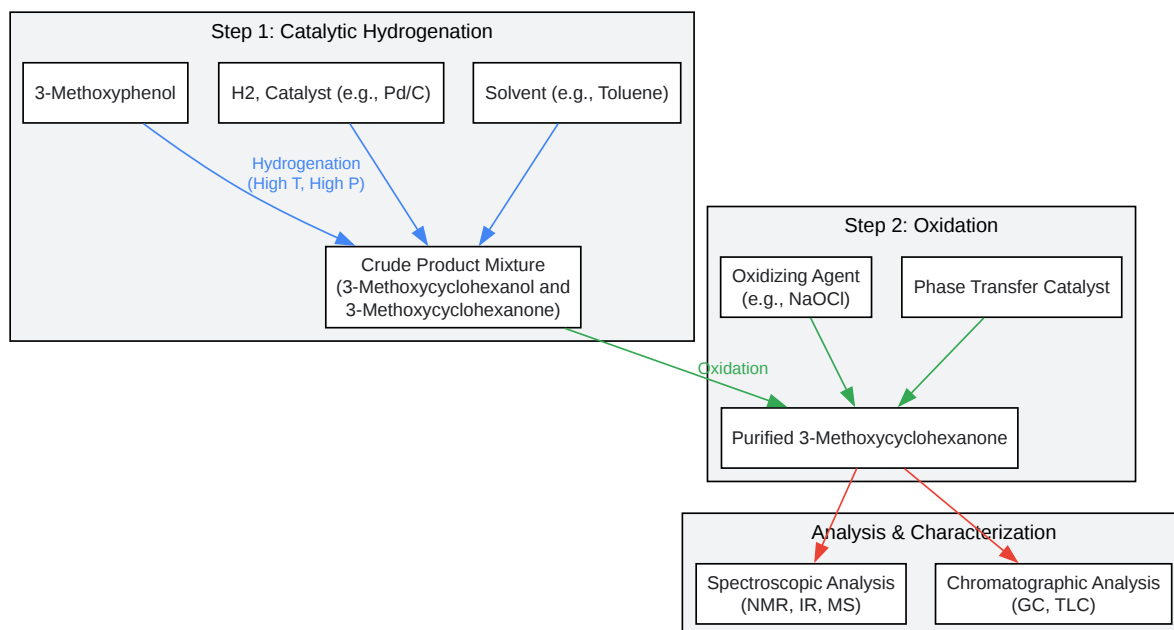 Step 1: Catalytic Hydrogenation
3-Methoxyphenol
H2, Catalyst (e.g., Pd/C)
Solvent (e.g., Toluene)
Hydrogenation
(High T, High P)
Crude Product Mixture
(3-Methoxycyclohexanol and
3-Methoxycyclohexanone)
Step 2: Oxidation
Oxidizing Agent
(e.g., NaOCl)
Phase Transfer Catalyst
Oxidation
Purified 3-Methoxycyclohexanone
Analysis & Characterization
Spectroscopic Analysis
(NMR, IR, MS)
Chromatographic Analysis
(GC, TLC)